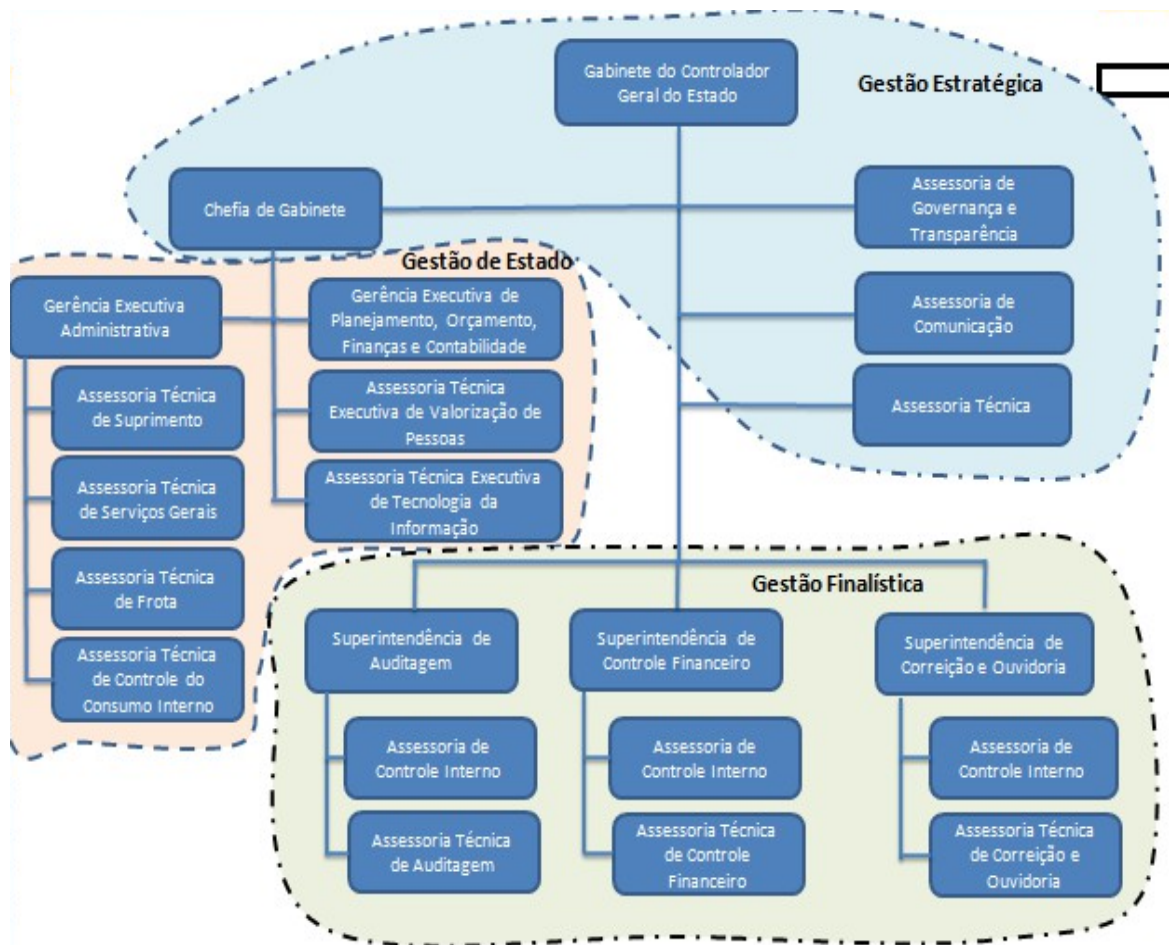 Gabinete do Controlador
Geral do Estado
Gestão Estratégica
Chefia de Gabinete
Assessoria de
Governança e
Transparência
Gestão de Estado
Gerência Executiva
Administrativa
Gerência Executiva de
Planejamento, Orçamento,
Finanças e Contabilidade
Assessoria de
Comunicação
Assessoria Técnica
de Suprimento
Assessoria Técnica
Executiva de Valorização de
Pessoas
Assessoria Técnica
Assessoria Técnica
de Serviços Gerais
Assessoria Técnica Executiva
de Tecnologia da
Informação
Assessoria Técnica
de Frota
Gestão Finalística
Assessoria Técnica
de Controle do
Consumo Interno
Superintendência de
Auditagem
Superintendência de
Controle Financeiro
Superintendência de
Correição e Ouvidoria
Assessoria de
Controle Interno
Assessoria de
Controle Interno
Assessoria de
Controle Interno
Assessoria Técnica
de Auditagem
Assessoria Técnica
de Controle
Financeiro
Assessoria Técnica
de Correição e
Ouvidoria